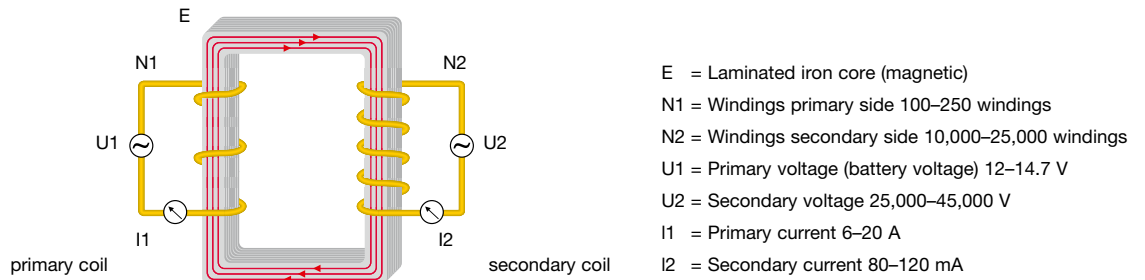 E
N1
N2
U1
U2
I1
I2
primary coil
secondary coil
E = Laminated iron core (magnetic)
N1 = Windings primary side 100–250 windings
N2 = Windings secondary side 10,000–25,000 windings
U1 = Primary voltage (battery voltage) 12–14.7 V
U2 = Secondary voltage 25,000–45,000 V
I1 = Primary current 6–20 A
I2 = Secondary current 80–120 mA